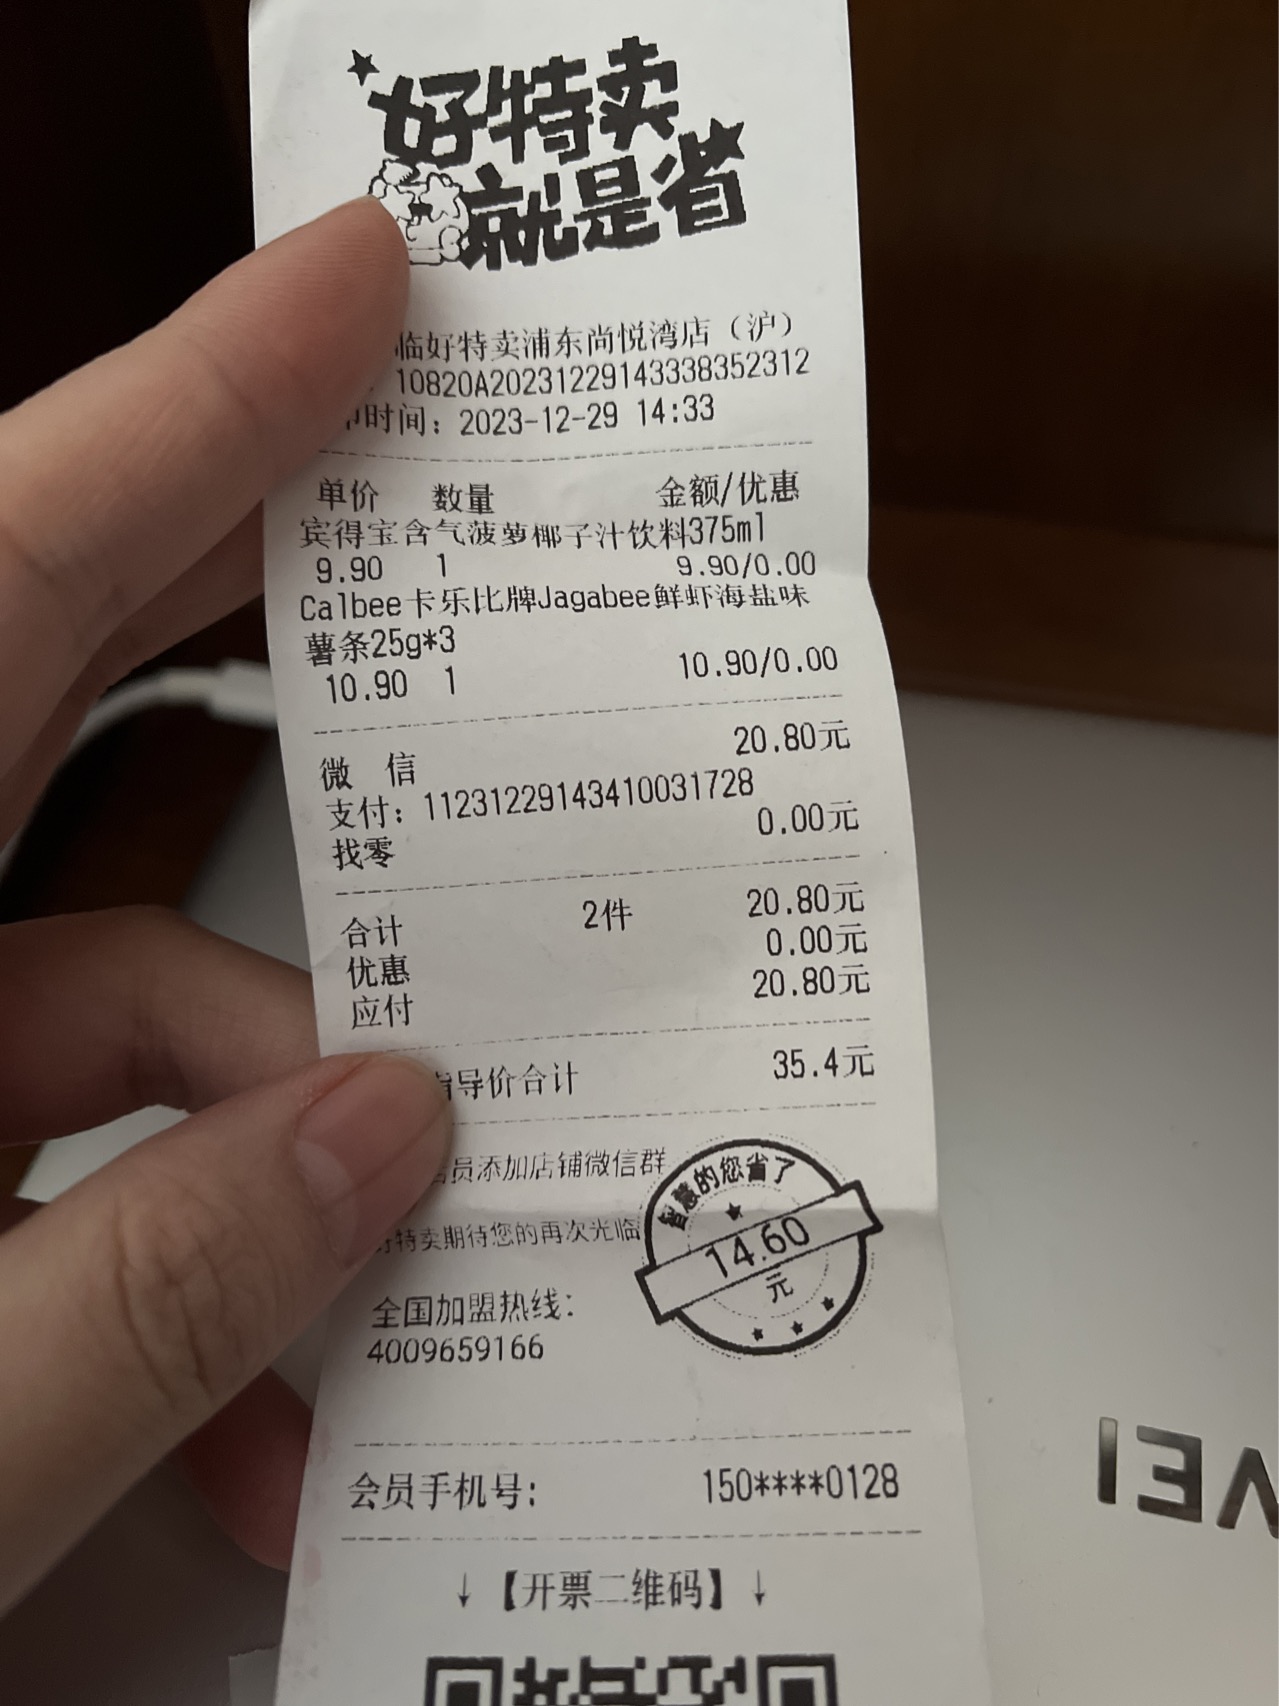 好特卖
就是省
临好特卖浦东尚悦湾店（沪）
10820A20231229143338352312
时间：2023-12-29 14:33
单价 数量 金额/优惠
宾得宝含气菠萝椰子汁饮料375ml
9.90 1 9.90/0.00
Calbee卡乐比牌Jagabee鲜虾海盐味
薯条25g*3
10.90 1 10.90/0.00
微 信 20.80元
支付：11231229143410031728
找零 0.00元
合计 2件 20.80元
优惠 0.00元
应付 20.80元
指导价合计 35.4元
员添加店铺微信群
智慧的您省了
14.60
元
好特卖期待您的再次光临
全国加盟热线：
4009659166
会员手机号： 150****0128
↓【开票二维码】↓
WEI